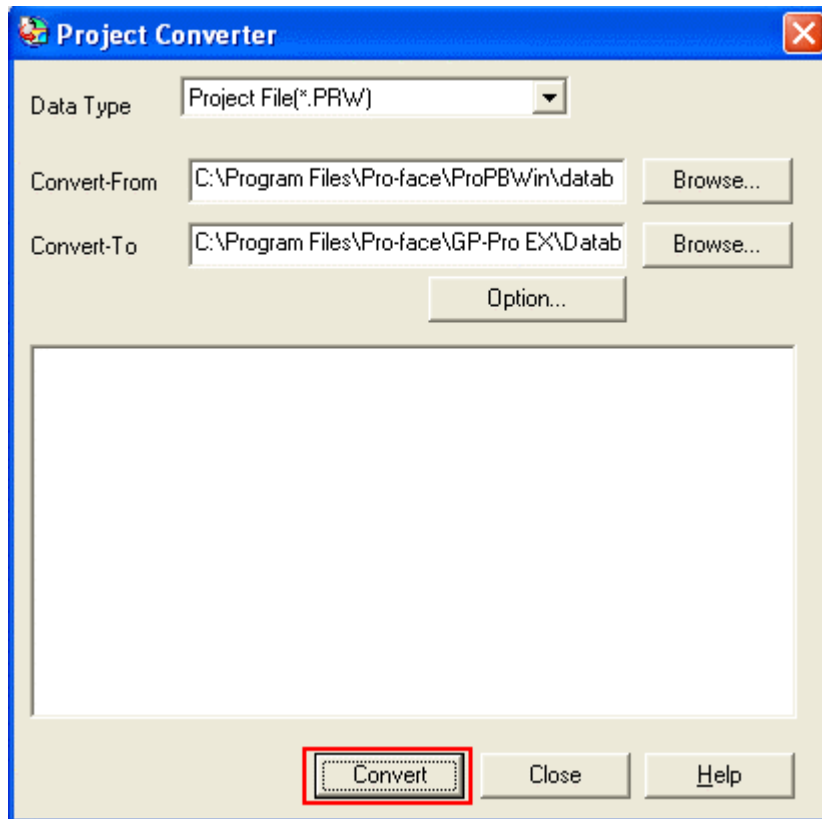 Project Converter
Data Type Project File(*.PRW)
Convert-From C:\Program Files\Pro-face\ProPBWin\datab Browse...
Convert-To C:\Program Files\Pro-face\GP-Pro EX\Datab Browse...
Option...
Convert Close Help